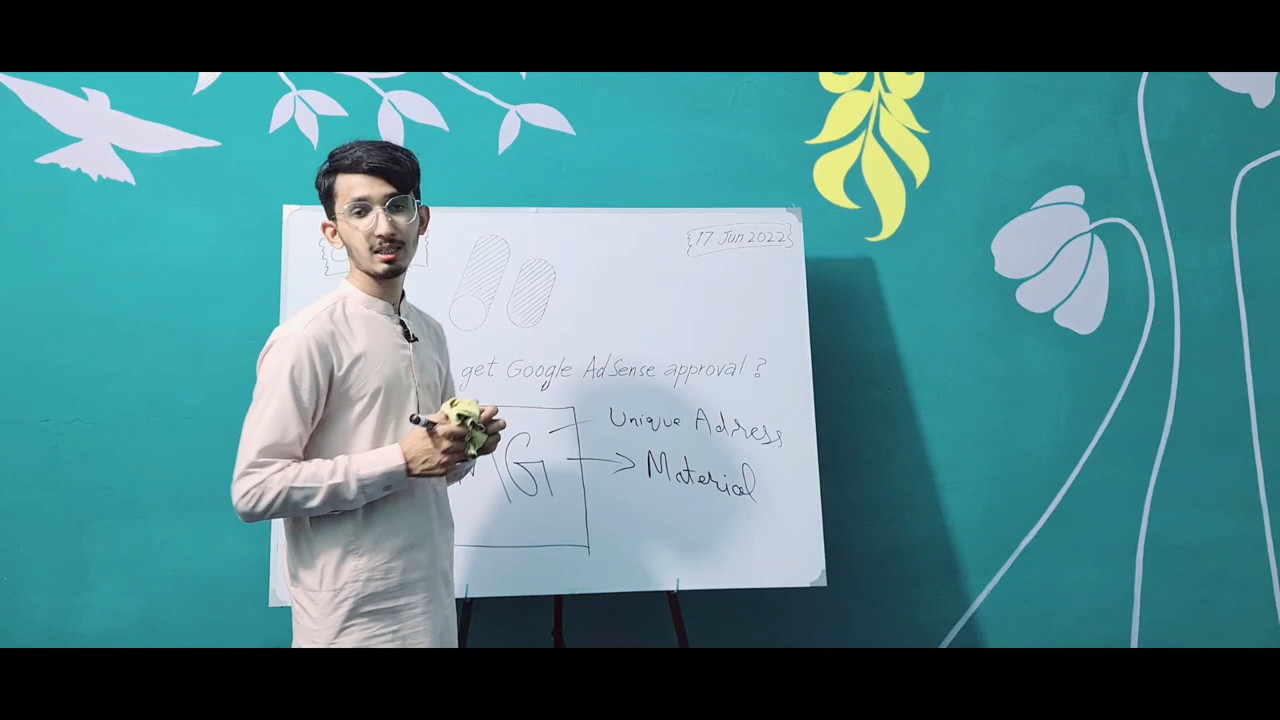 17 Jun 2022
get Google AdSense approval ?
Unique Address
G
Material